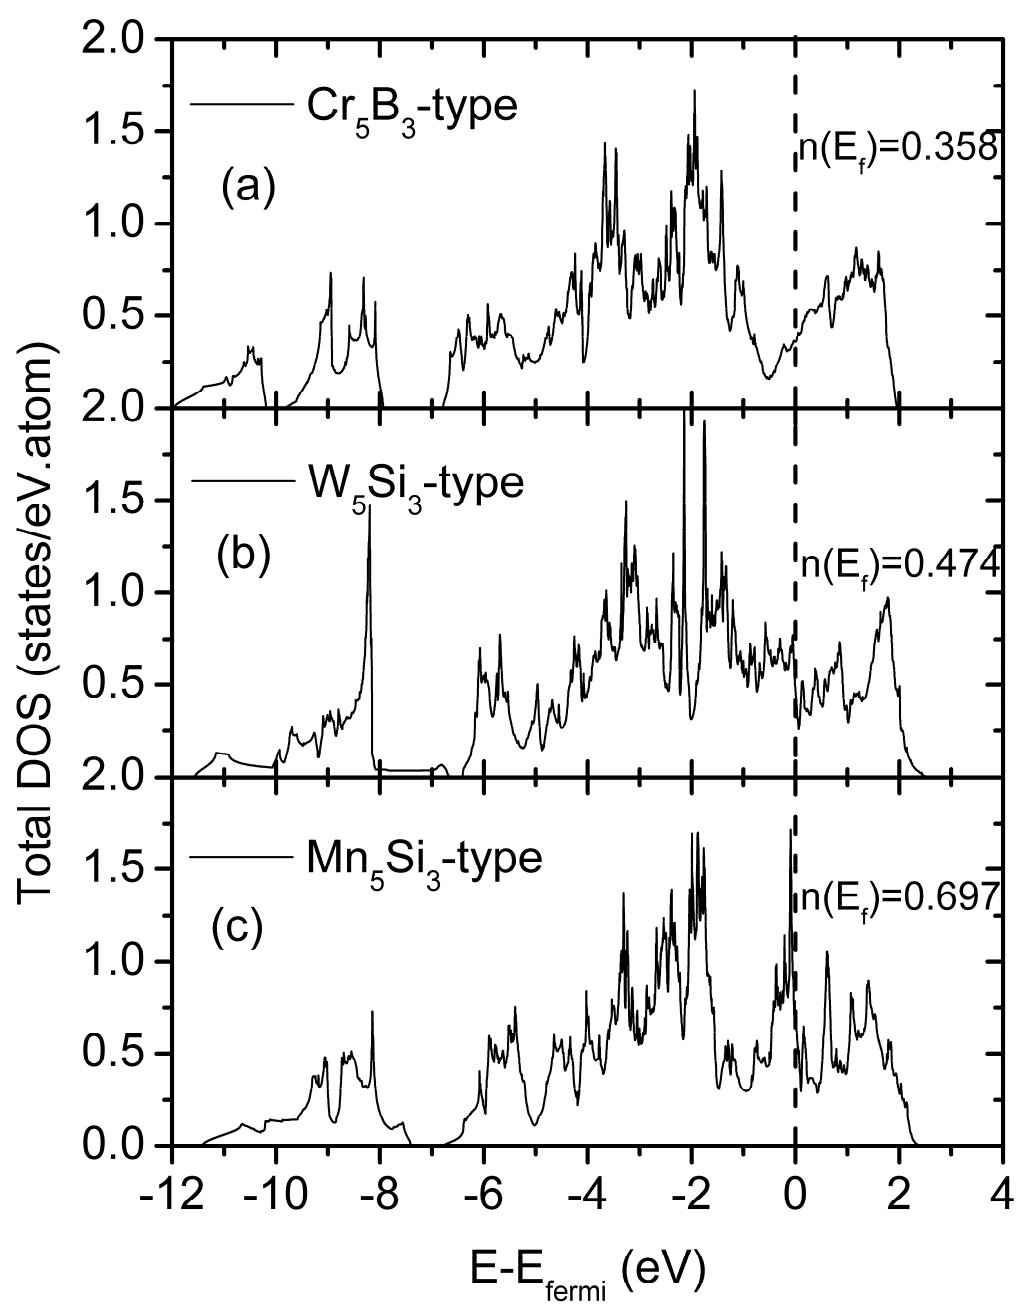 2.0
Cr5B3-type
1.5
n(Ef)=0.358
(a)
1.0
0.5
2.0
W5Si3-type
1.5
(b)
n(Ef)=0.474
1.0
0.5
2.0
Mn5Si3-type
1.5
n(Ef)=0.697
(c)
1.0
0.5
0.0
Total DOS (states/eV.atom)
-12 -10 -8 -6 -4 -2 0 2 4
E-Efermi (eV)